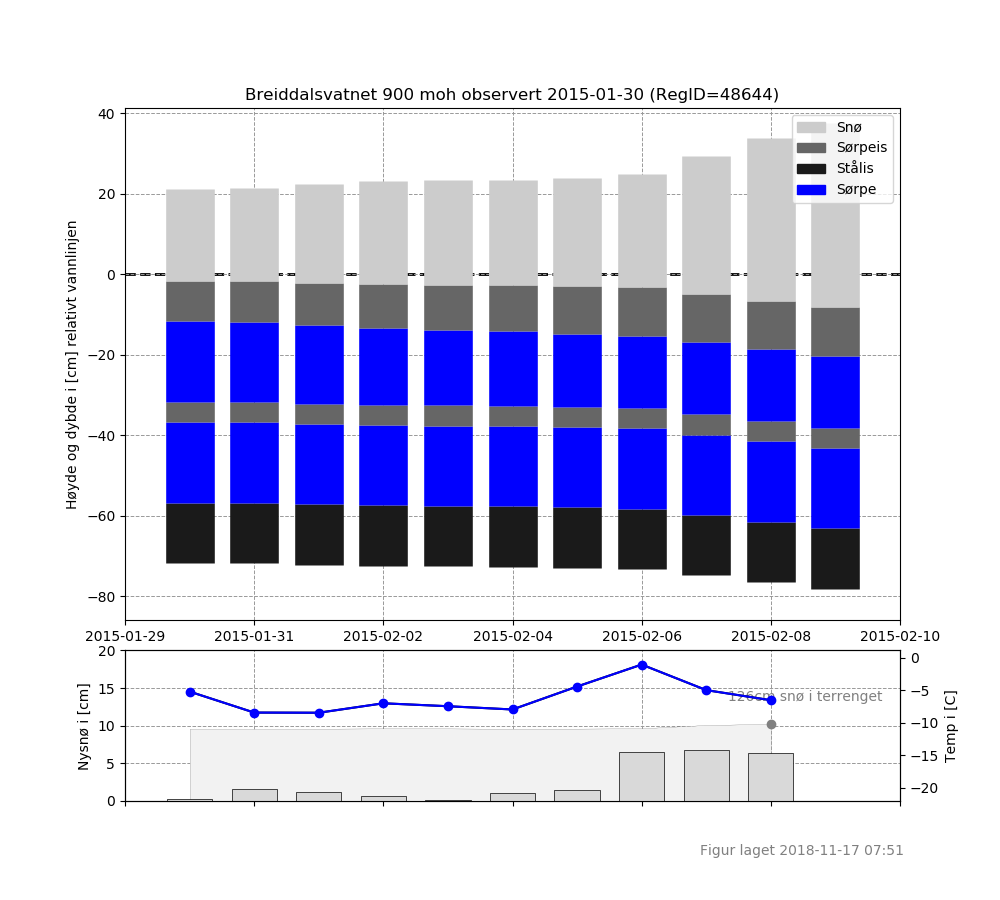 Breiddalsvatnet 900 moh observert 2015-01-30 (RegID=48644)
Høyde og dybde i [cm] relativt vannlinjen
40
20
0
−20
−40
−60
−80
Snø
Sørpeis
Stålis
Sørpe
2015-01-29 2015-01-31 2015-02-02 2015-02-04 2015-02-06 2015-02-08 2015-02-10
Nysnø i [cm]
20
15
10
5
0
126cm snø i terrenget
0
−5
−10
−15
−20
Temp i [C]
Figur laget 2018-11-17 07:51